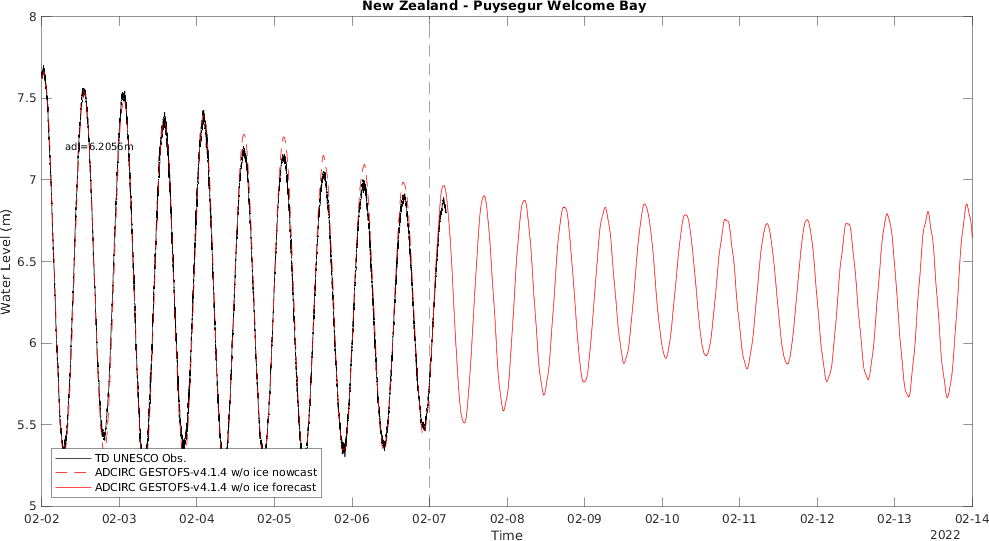 New Zealand - Puysegur Welcome Bay
8
7.5
7
6.5
6
5.5
5
Water Level (m)
adj=6.2056m
TD UNESCO Obs.
ADCIRC GESTOFS-v4.1.4 w/o ice nowcast
ADCIRC GESTOFS-v4.1.4 w/o ice forecast
02-02 02-03 02-04 02-05 02-06 02-07 02-08 02-09 02-10 02-11 02-12 02-13 02-14
Time
2022